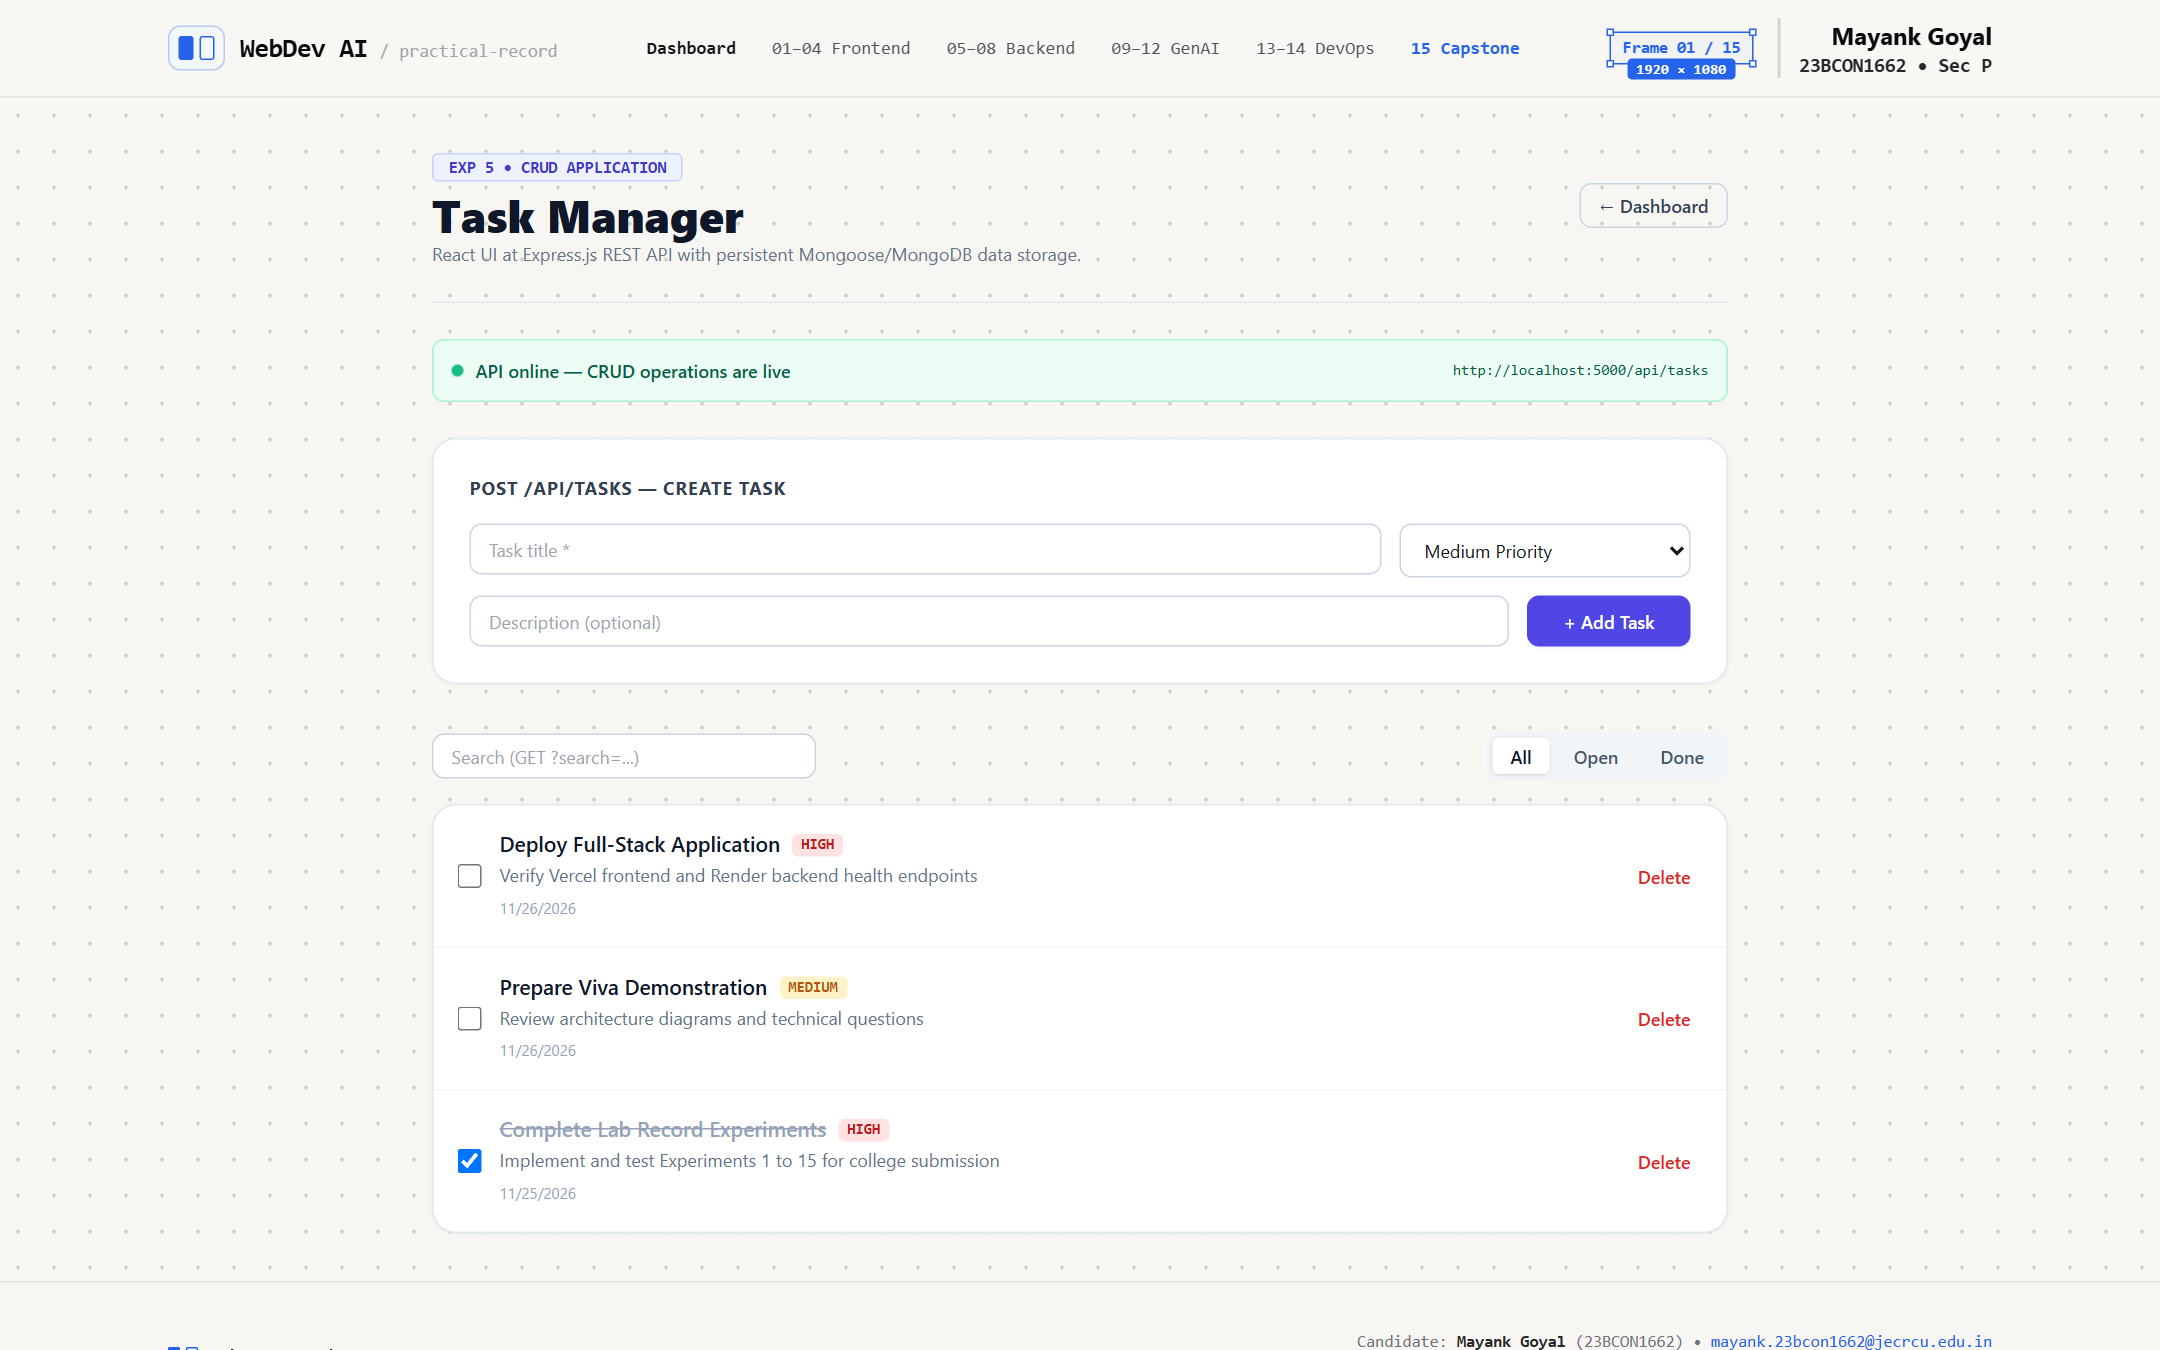 WebDev AI / practical-record
Dashboard 01–04 Frontend 05–08 Backend 09–12 GenAI 13–14 DevOps 15 Capstone
Frame 01 / 15
1920 × 1080
Mayank Goyal
23BCON1662 • Sec P
EXP 5 • CRUD APPLICATION
Task Manager
React UI at Express.js REST API with persistent Mongoose/MongoDB data storage.
← Dashboard
API online — CRUD operations are live
http://localhost:5000/api/tasks
POST /API/TASKS — CREATE TASK
Task title *
Medium Priority
Description (optional)
+ Add Task
Search (GET ?search=...)
All Open Done
Deploy Full-Stack Application HIGH
Verify Vercel frontend and Render backend health endpoints
11/26/2026
Delete
Prepare Viva Demonstration MEDIUM
Review architecture diagrams and technical questions
11/26/2026
Delete
Complete Lab Record Experiments HIGH
Implement and test Experiments 1 to 15 for college submission
11/25/2026
Delete
Candidate: Mayank Goyal (23BCON1662) • mayank.23bcon1662@jecrcu.edu.in